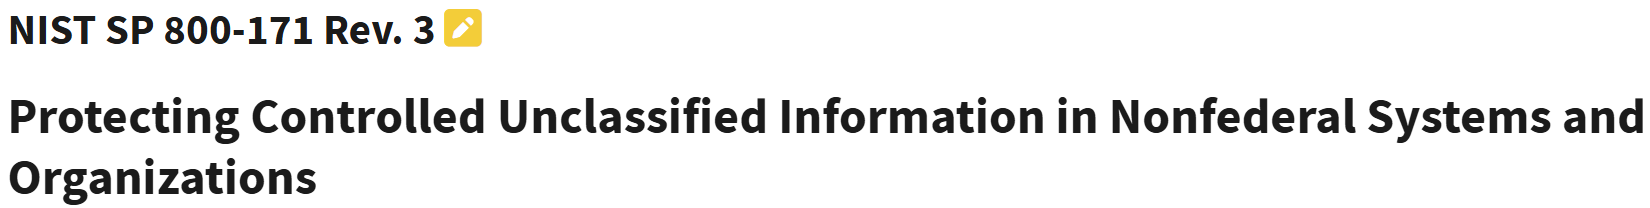 NIST SP 800-171 Rev. 3
Protecting Controlled Unclassified Information in Nonfederal Systems and
Organizations